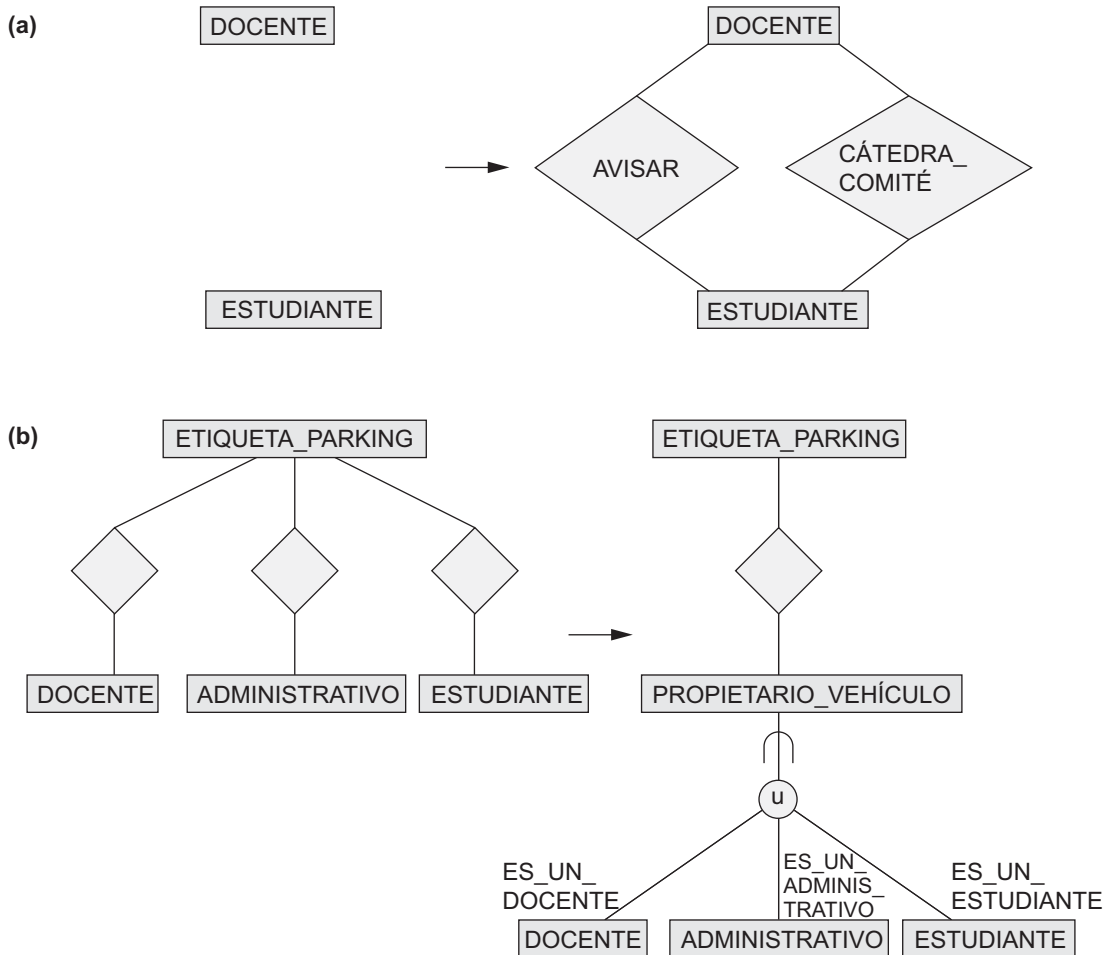 (a)
DOCENTE
DOCENTE
AVISAR
CÁTEDRA_
COMITÉ
ESTUDIANTE
ESTUDIANTE
(b)
ETIQUETA_PARKING
ETIQUETA_PARKING
DOCENTE
ADMINISTRATIVO
ESTUDIANTE
PROPIETARIO_VEHÍCULO
u
ES_UN_
DOCENTE
ES_UN_
ADMINIS_
TRATIVO
ES_UN_
ESTUDIANTE
DOCENTE
ADMINISTRATIVO
ESTUDIANTE